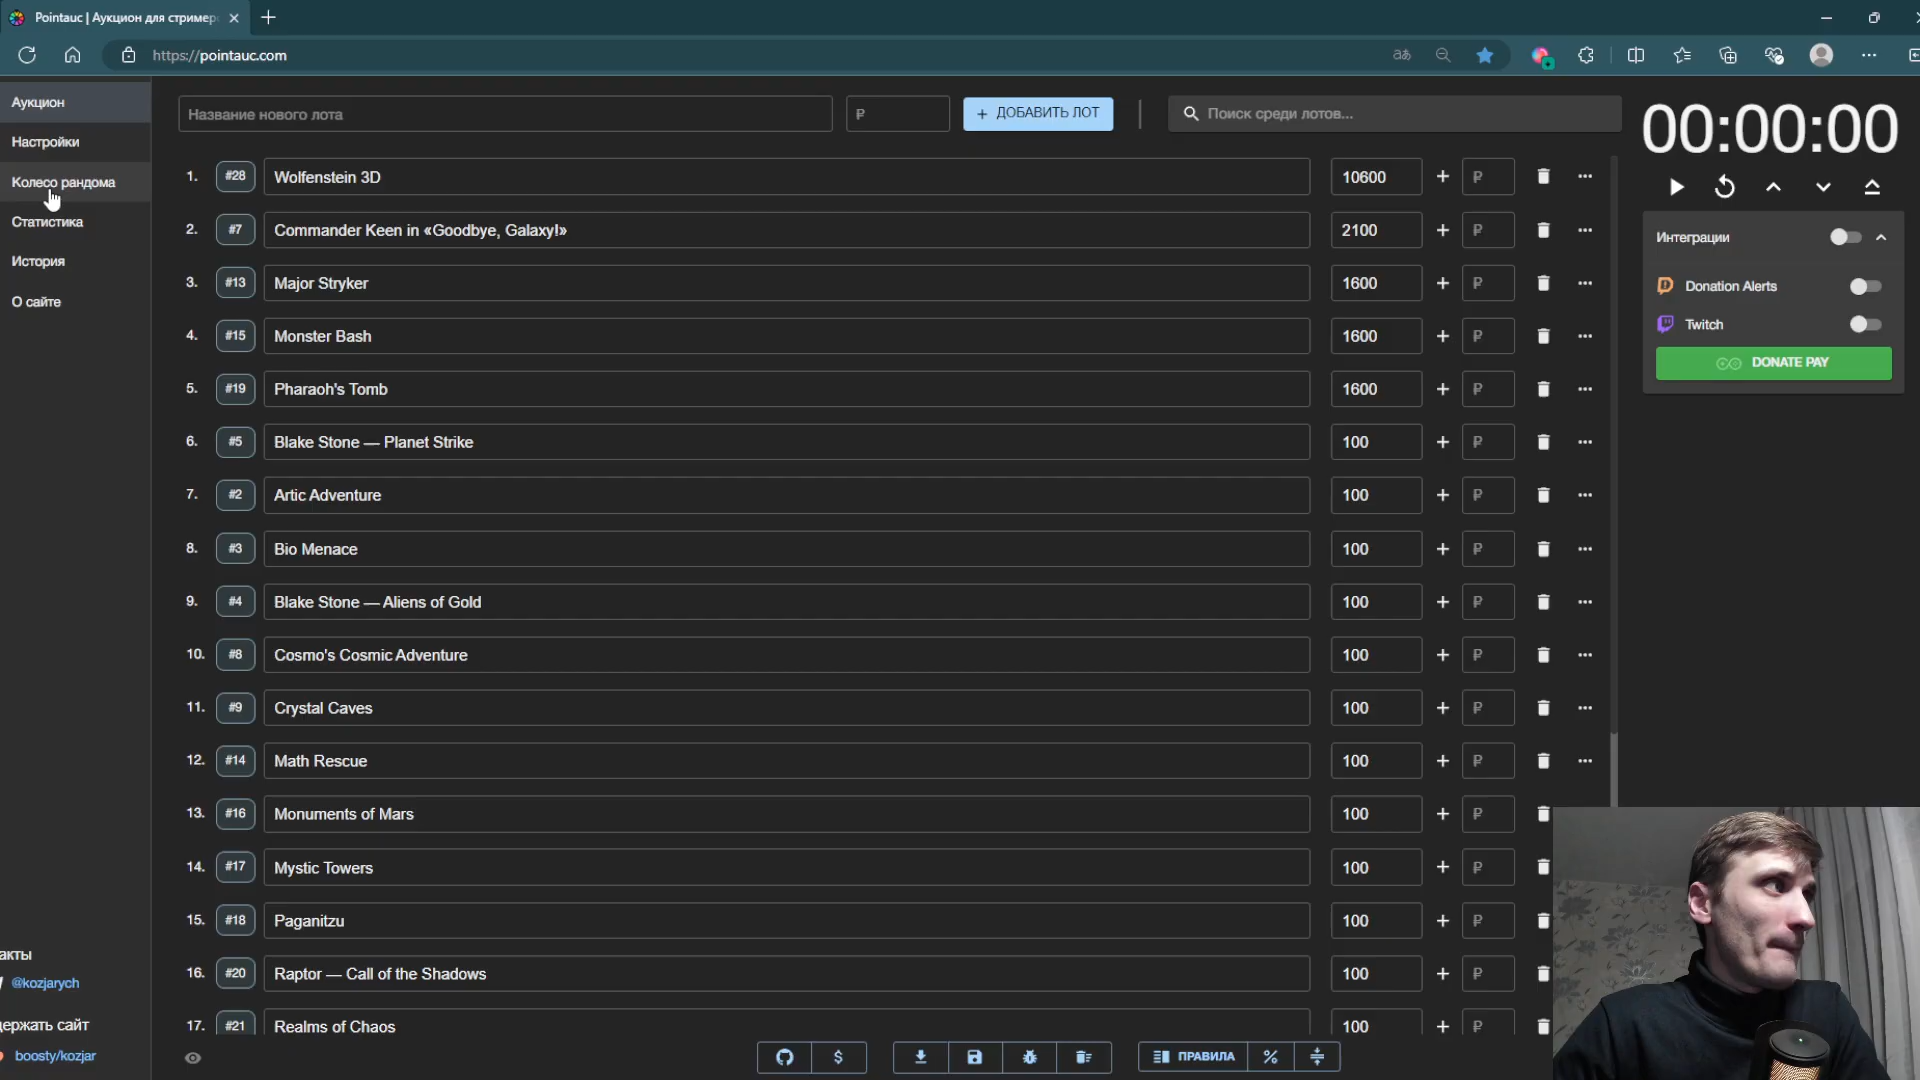 Pointauc | Аукцион для стример
https://pointauc.com
Аукцион
Настройки
Колесо рандома
Статистика
История
О сайте
акты
@kozjarych
держать сайт
boosty/kozjar
Название нового лота
₽
+ ДОБАВИТЬ ЛОТ
Поиск среди лотов...
1. #28 Wolfenstein 3D 10600 + ₽
2. #7 Commander Keen in «Goodbye, Galaxy!» 2100 + ₽
3. #13 Major Stryker 1600 + ₽
4. #15 Monster Bash 1600 + ₽
5. #19 Pharaoh's Tomb 1600 + ₽
6. #5 Blake Stone — Planet Strike 100 + ₽
7. #2 Artic Adventure 100 + ₽
8. #3 Bio Menace 100 + ₽
9. #4 Blake Stone — Aliens of Gold 100 + ₽
10. #8 Cosmo's Cosmic Adventure 100 + ₽
11. #9 Crystal Caves 100 + ₽
12. #14 Math Rescue 100 + ₽
13. #16 Monuments of Mars 100 + ₽
14. #17 Mystic Towers 100 + ₽
15. #18 Paganitzu 100 + ₽
16. #20 Raptor — Call of the Shadows 100 + ₽
17. #21 Realms of Chaos 100 + ₽
$
ПРАВИЛА
%
00:00:00
Интеграции
Donation Alerts
Twitch
DONATE PAY